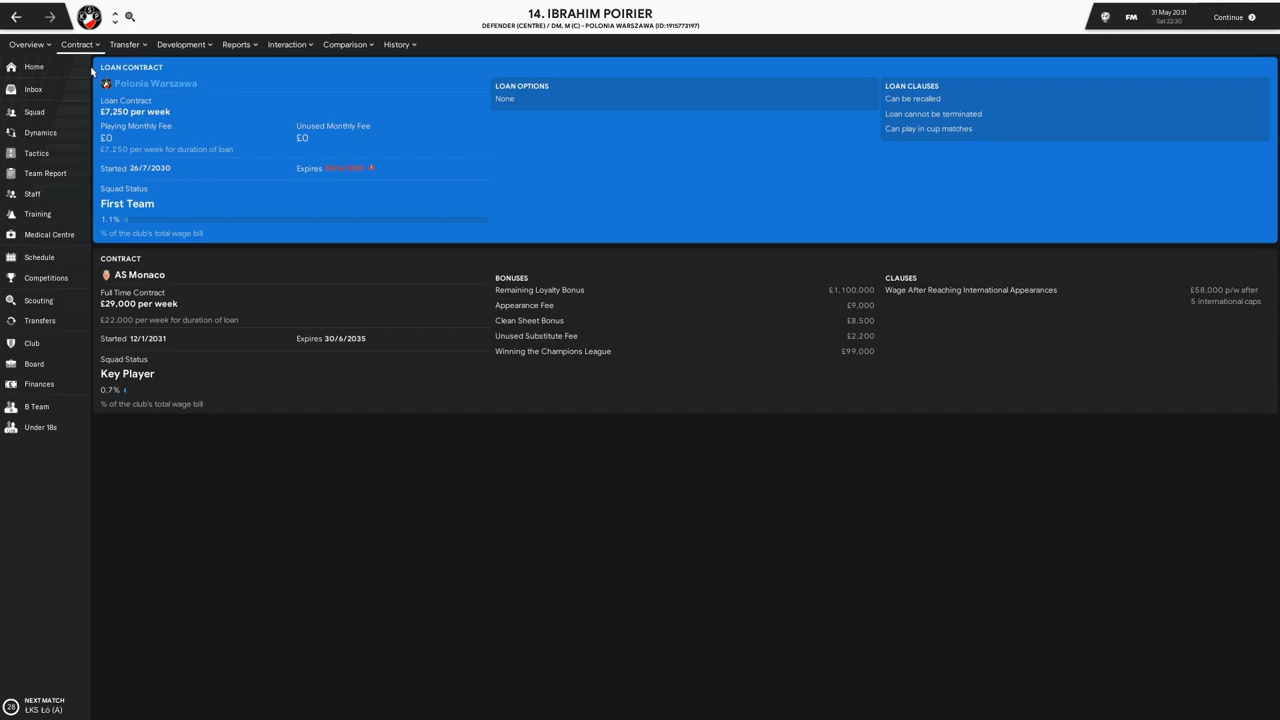 14. IBRAHIM POIRIER
DEFENDER (CENTRE) / DM, M (C) - POLONIA WARSZAWA (ID:1915773197)
FM
31 May 2031
Sat 22:30
Continue
Overview
Contract
Transfer
Development
Reports
Interaction
Comparison
History
Home
Inbox
Squad
Dynamics
Tactics
Team Report
Staff
Training
Medical Centre
Schedule
Competitions
Scouting
Transfers
Club
Board
Finances
B Team
Under 18s
28
NEXT MATCH
ŁKS Łó (A)
LOAN CONTRACT
Polonia Warszawa
Loan Contract
£7,250 per week
Playing Monthly Fee
Unused Monthly Fee
£0
£0
£7,250 per week for duration of loan
Started 26/7/2030
Expires
Squad Status
First Team
1.1%
% of the club's total wage bill
LOAN OPTIONS
None
LOAN CLAUSES
Can be recalled
Loan cannot be terminated
Can play in cup matches
CONTRACT
AS Monaco
Full Time Contract
£29,000 per week
£22,000 per week for duration of loan
Started 12/1/2031
Expires 30/6/2035
Squad Status
Key Player
0.7%
% of the club's total wage bill
BONUSES
Remaining Loyalty Bonus £1,100,000
Appearance Fee £9,000
Clean Sheet Bonus £8,500
Unused Substitute Fee £2,200
Winning the Champions League £99,000
CLAUSES
Wage After Reaching International Appearances £58,000 p/w after
5 international caps